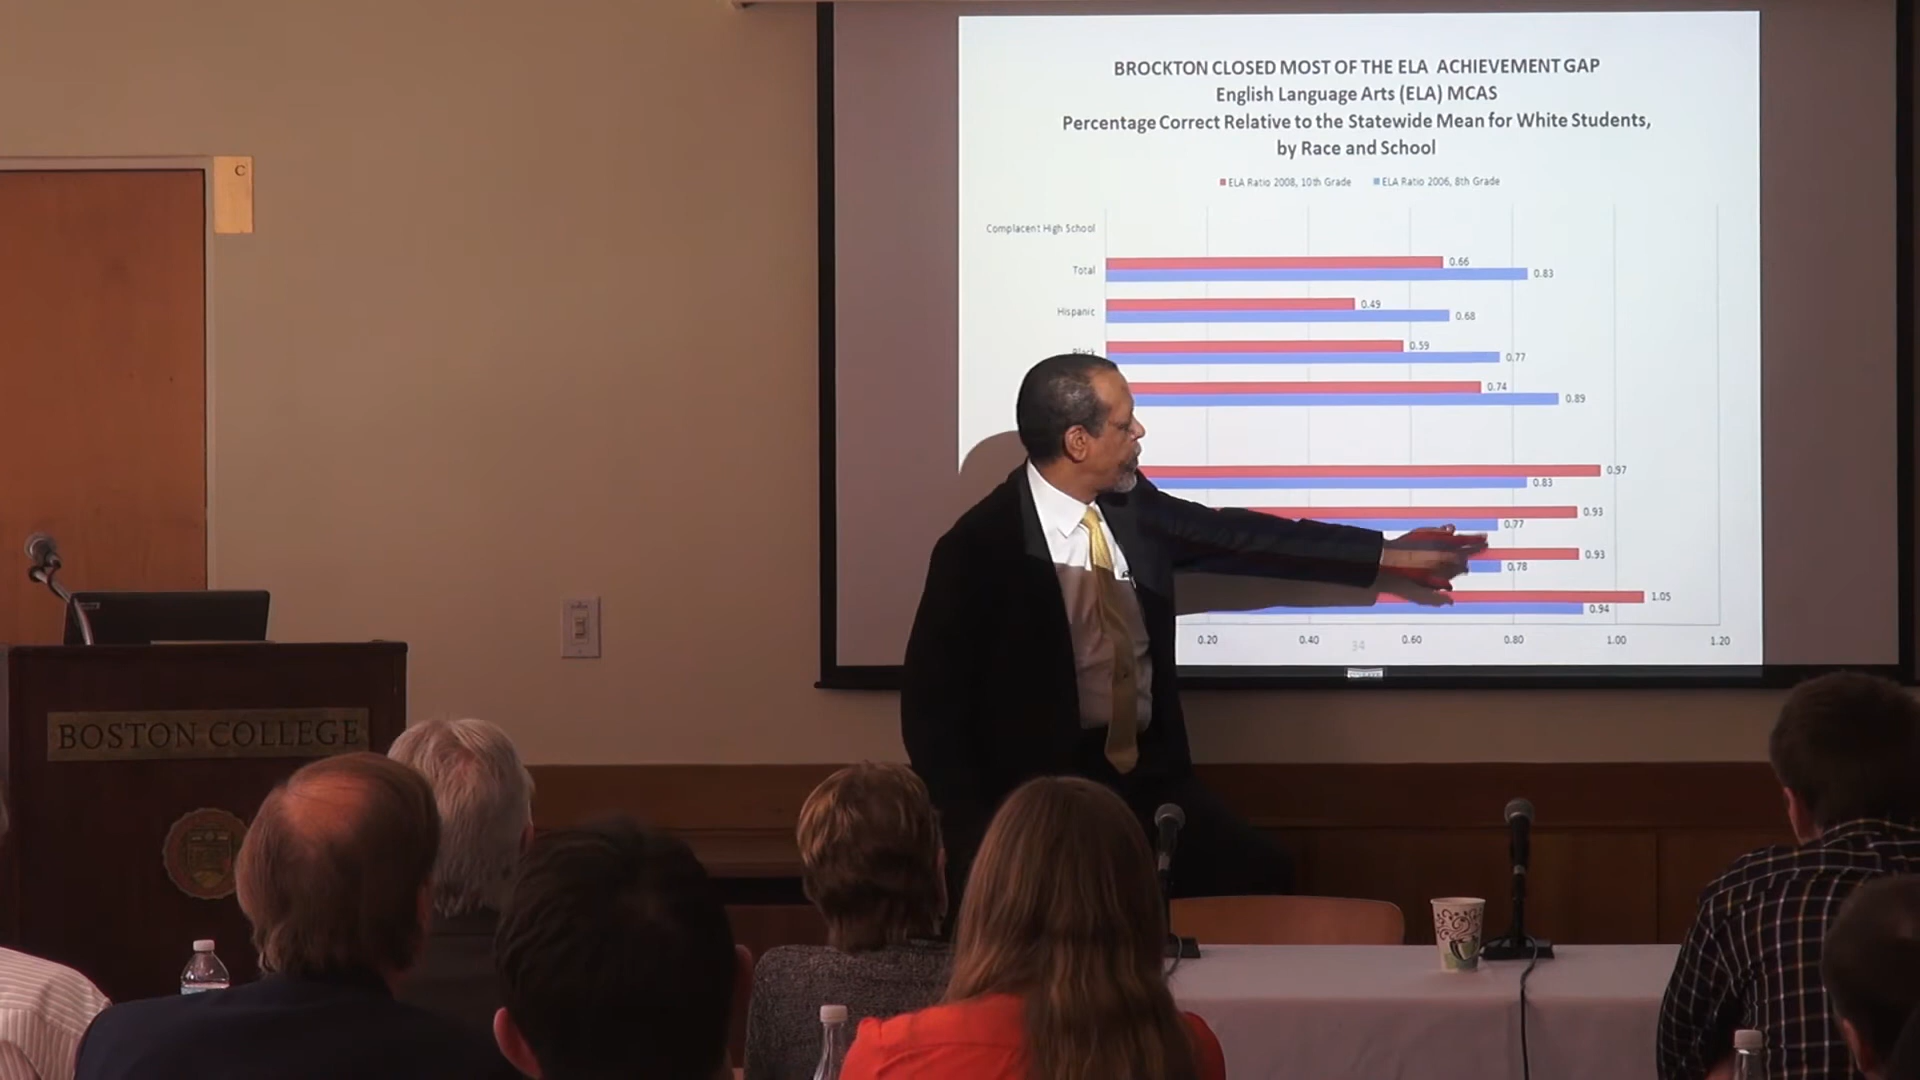 C
BROCKTON CLOSED MOST OF THE ELA ACHIEVEMENT GAP
English Language Arts (ELA) MCAS
Percentage Correct Relative to the Statewide Mean for White Students,
by Race and School
ELA Ratio 2008, 10th Grade ELA Ratio 2006, 8th Grade
Complacent High School
Total 0.66
0.83
Hispanic 0.49
0.68
Black 0.59
0.77
0.74
0.89
0.97
0.83
0.93
0.77
0.93
0.78
1.05
0.94
0.20 0.40 0.60 0.80 1.00 1.20
34
BOSTON COLLEGE